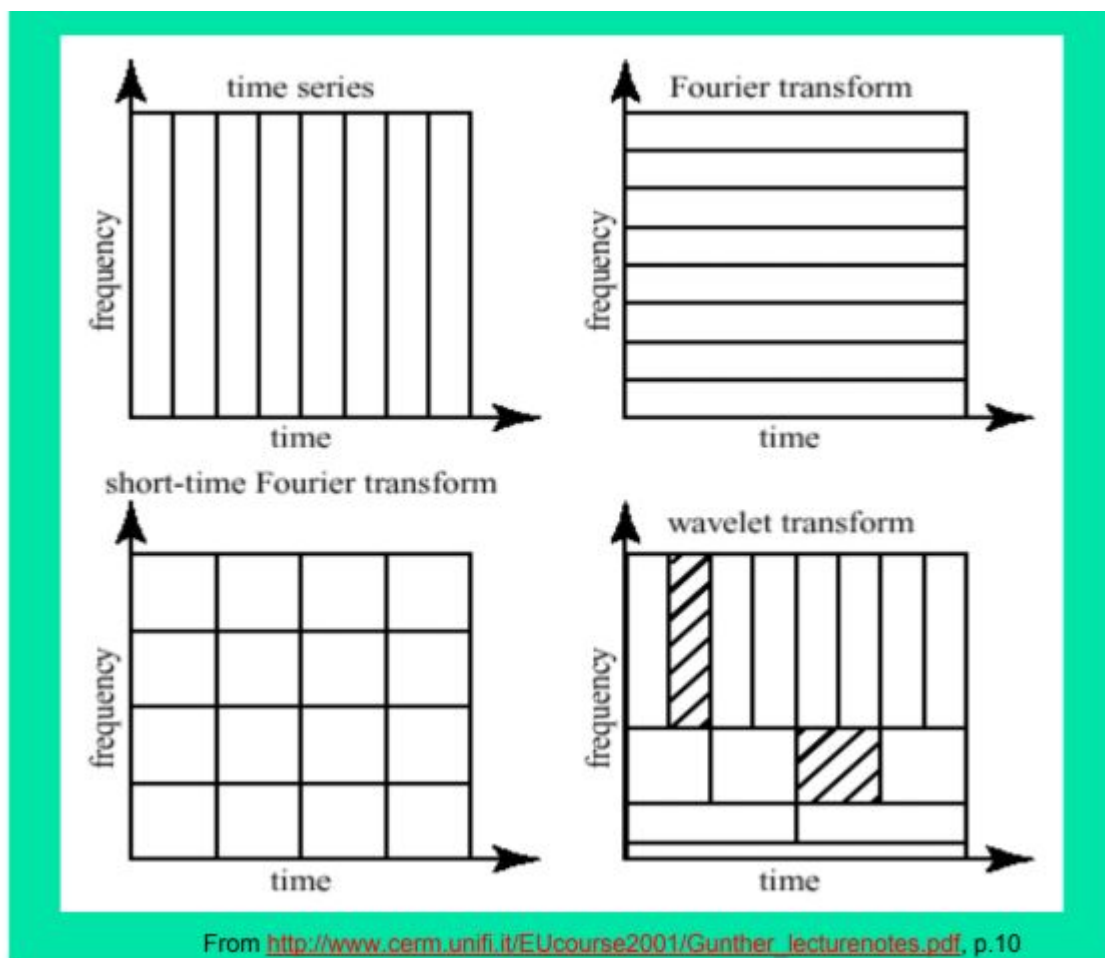 time series
frequency
time
Fourier transform
frequency
time
short-time Fourier transform
frequency
time
wavelet transform
frequency
time
From http://www.cerm.unifi.it/EUcourse2001/Gunther_lecturenotes.pdf, p.10